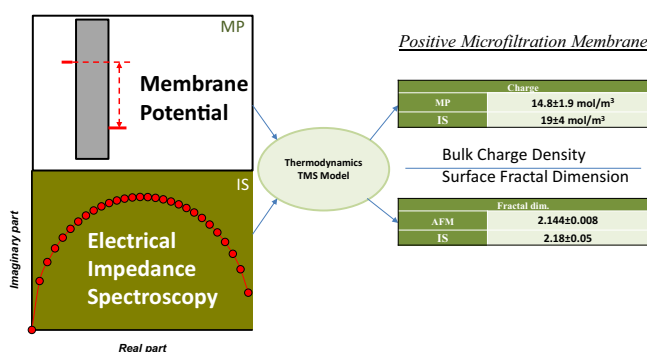 MP
Positive Microfiltration Membrane
Membrane
Potential
Charge
MP 14.8±1.9 mol/m³
IS 19±4 mol/m³
Thermodynamics
TMS Model
Bulk Charge Density
Surface Fractal Dimension
IS
Fractal dim.
AFM 2.144±0.008
IS 2.18±0.05
Electrical
Impedance
Spectroscopy
Imaginary part
Real part